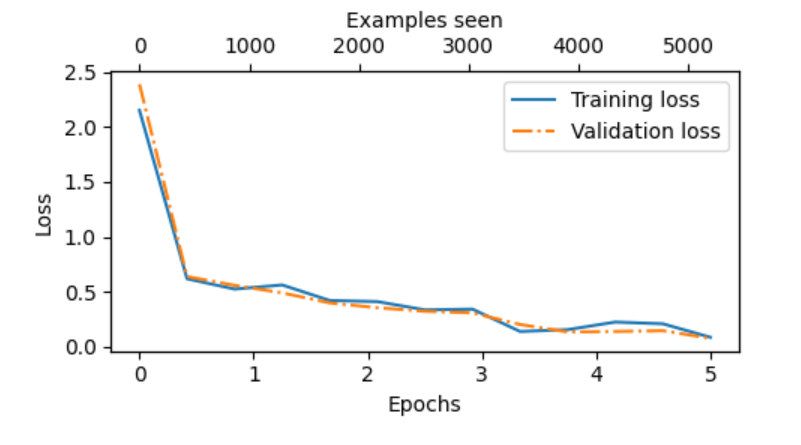 Examples seen
0 1000 2000 3000 4000 5000
2.5
Training loss
2.0
Validation loss
1.5
Loss
1.0
0.5
0.0
0 1 2 3 4 5
Epochs